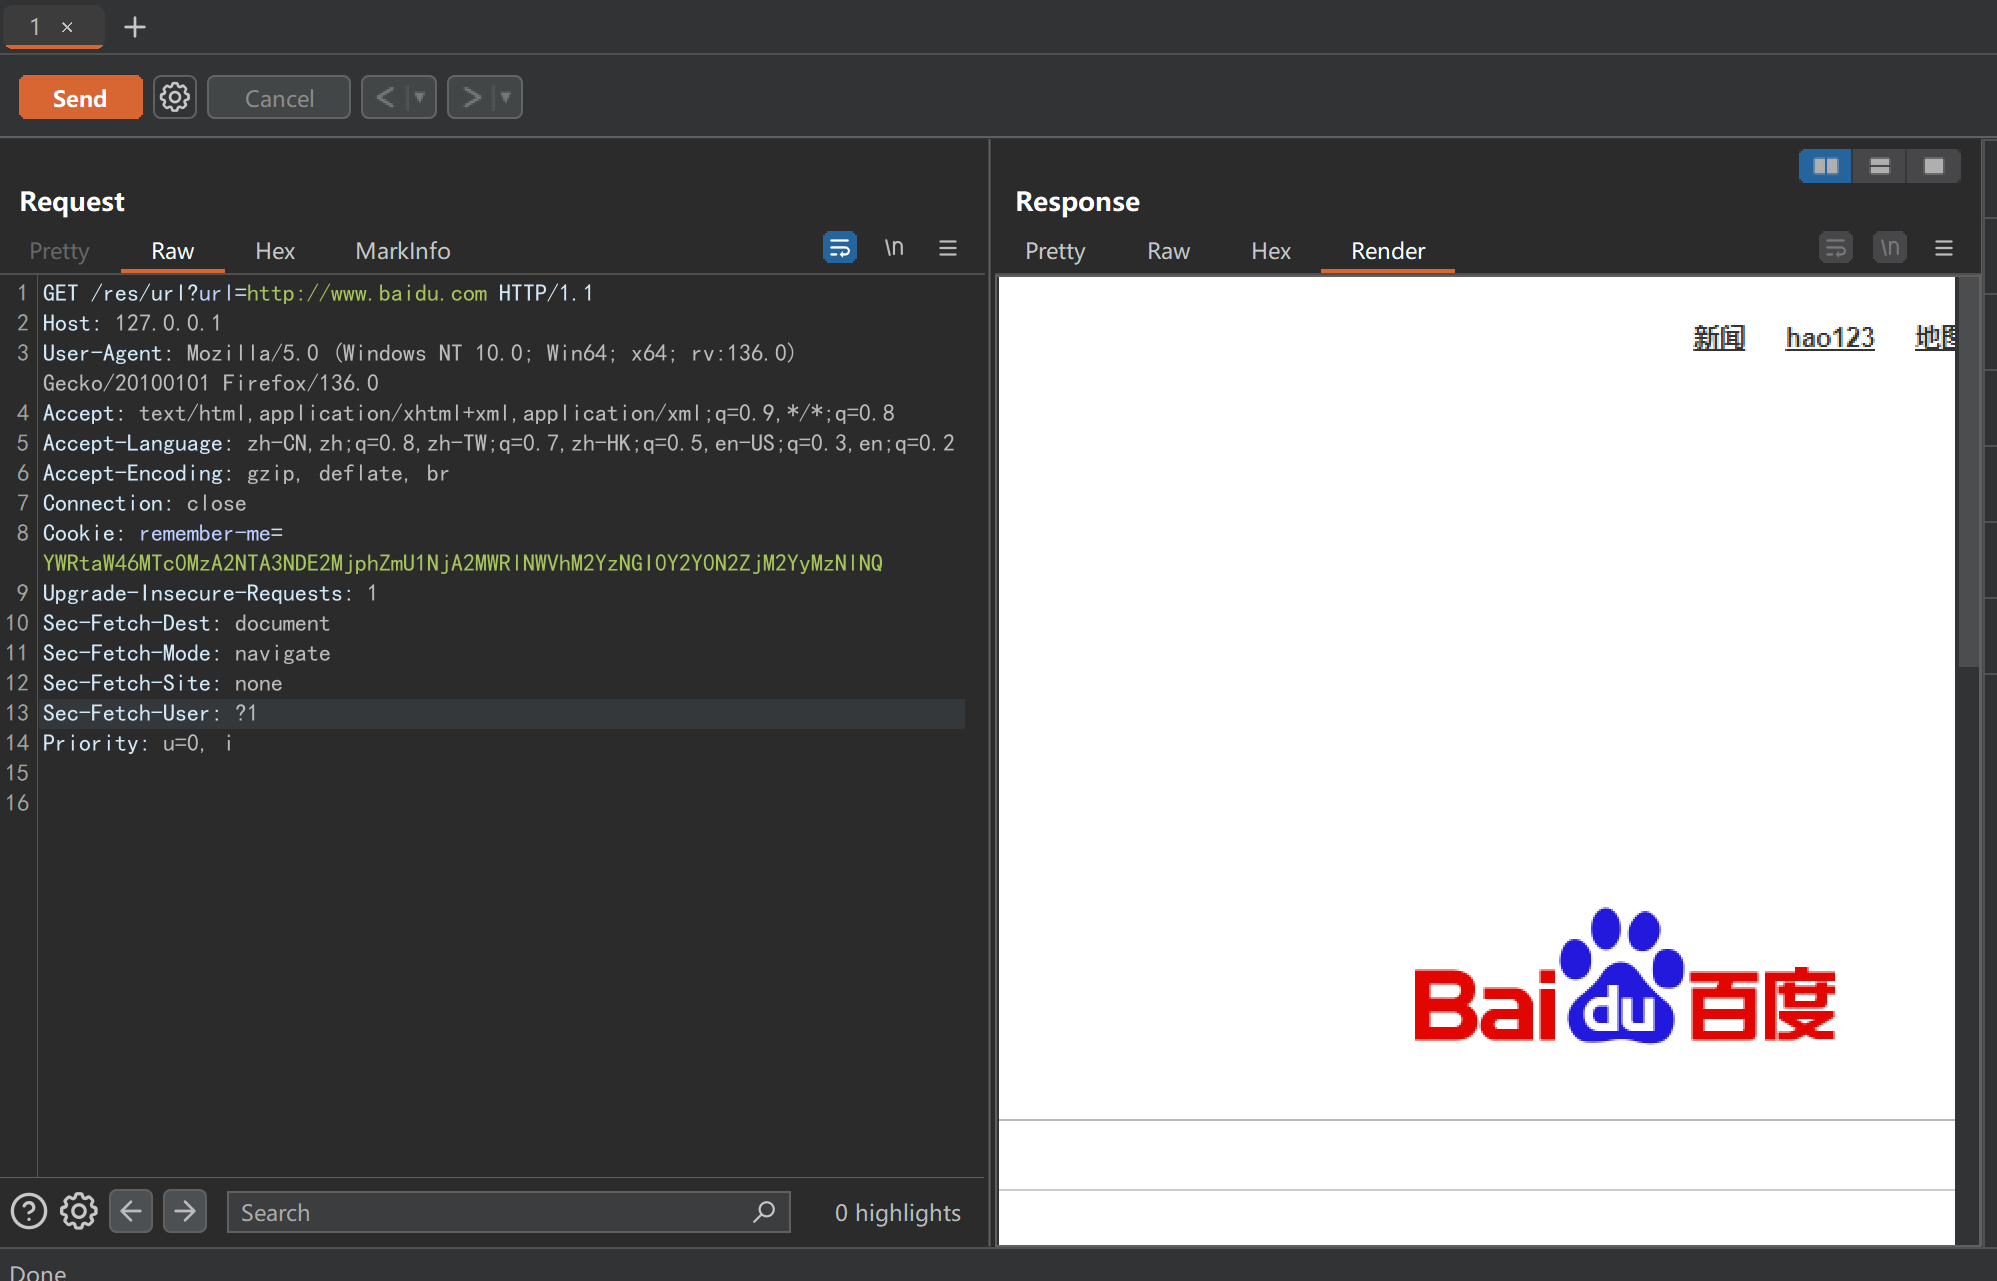 1 ×
Send
Cancel
Request
Pretty
Raw
Hex
MarkInfo
\n
1 GET /res/url?url=http://www.baidu.com HTTP/1.1
2 Host: 127.0.0.1
3 User-Agent: Mozilla/5.0 (Windows NT 10.0; Win64; x64; rv:136.0)
Gecko/20100101 Firefox/136.0
4 Accept: text/html,application/xhtml+xml,application/xml;q=0.9,*/*;q=0.8
5 Accept-Language: zh-CN,zh;q=0.8,zh-TW;q=0.7,zh-HK;q=0.5,en-US;q=0.3,en;q=0.2
6 Accept-Encoding: gzip, deflate, br
7 Connection: close
8 Cookie: remember-me=
YWRtaW46MTc0MzA2NTA3NDE2MjphZmU1NjA2MWRlNWVhM2YzNGI0Y2Y0N2ZjM2YyMzNlNQ
9 Upgrade-Insecure-Requests: 1
10 Sec-Fetch-Dest: document
11 Sec-Fetch-Mode: navigate
12 Sec-Fetch-Site: none
13 Sec-Fetch-User: ?1
14 Priority: u=0, i
15
16
Search
0 highlights
Done
Response
Pretty
Raw
Hex
Render
\n
新闻 hao123 地图
Bai du 百度